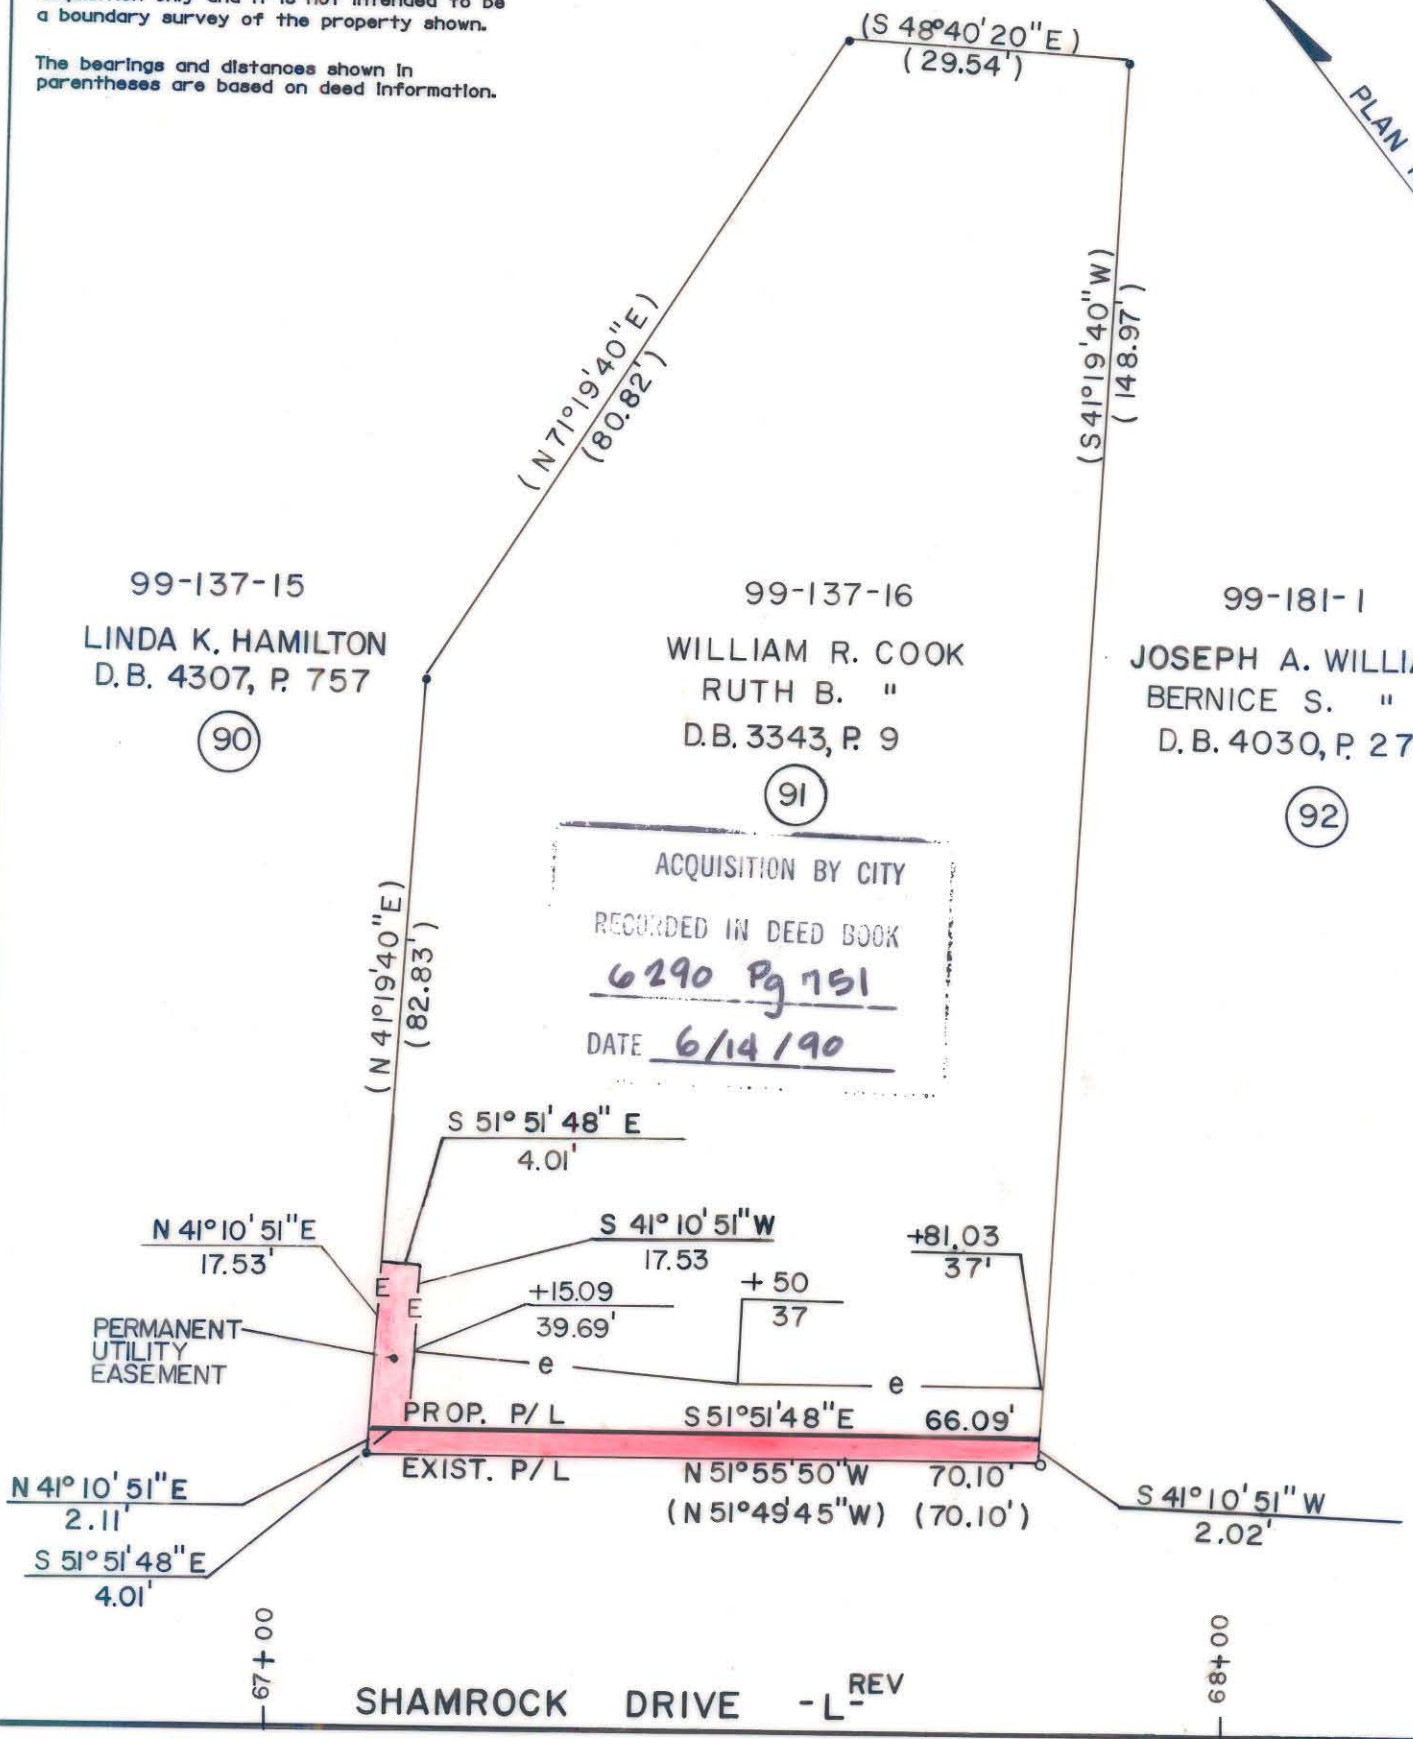 a boundary survey of the property shown.
The bearings and distances shown in
parentheses are based on deed information.
(S 48°40'20"E)
(29.54')
PLAN
(N 71°19'40"E)
(80.82')
(S 41°19'40"W)
(148.97')
99-137-15
LINDA K. HAMILTON
D.B. 4307, P. 757
90
99-137-16
WILLIAM R. COOK
RUTH B. "
D.B. 3343, P. 9
91
99-181-1
JOSEPH A. WILLIA
BERNICE S. "
D.B. 4030, P. 27
92
ACQUISITION BY CITY
RECORDED IN DEED BOOK
6290 Pg 751
DATE 6/14/90
(N 41°19'40"E)
(82.83')
S 51°51'48" E
4.01'
N 41°10'51"E
17.53'
S 41°10'51"W
17.53
+81.03
37'
+15.09
39.69'
+50
37
E
E
PERMANENT
UTILITY
EASEMENT
e
e
PROP. P/L S 51°51'48"E 66.09'
EXIST. P/L N 51°55'50"W 70.10'
(N 51°49'45"W) (70.10')
N 41°10'51"E
2.11'
S 51°51'48"E
4.01'
S 41°10'51" W
2.02'
67+00
68+00
SHAMROCK DRIVE -L- REV